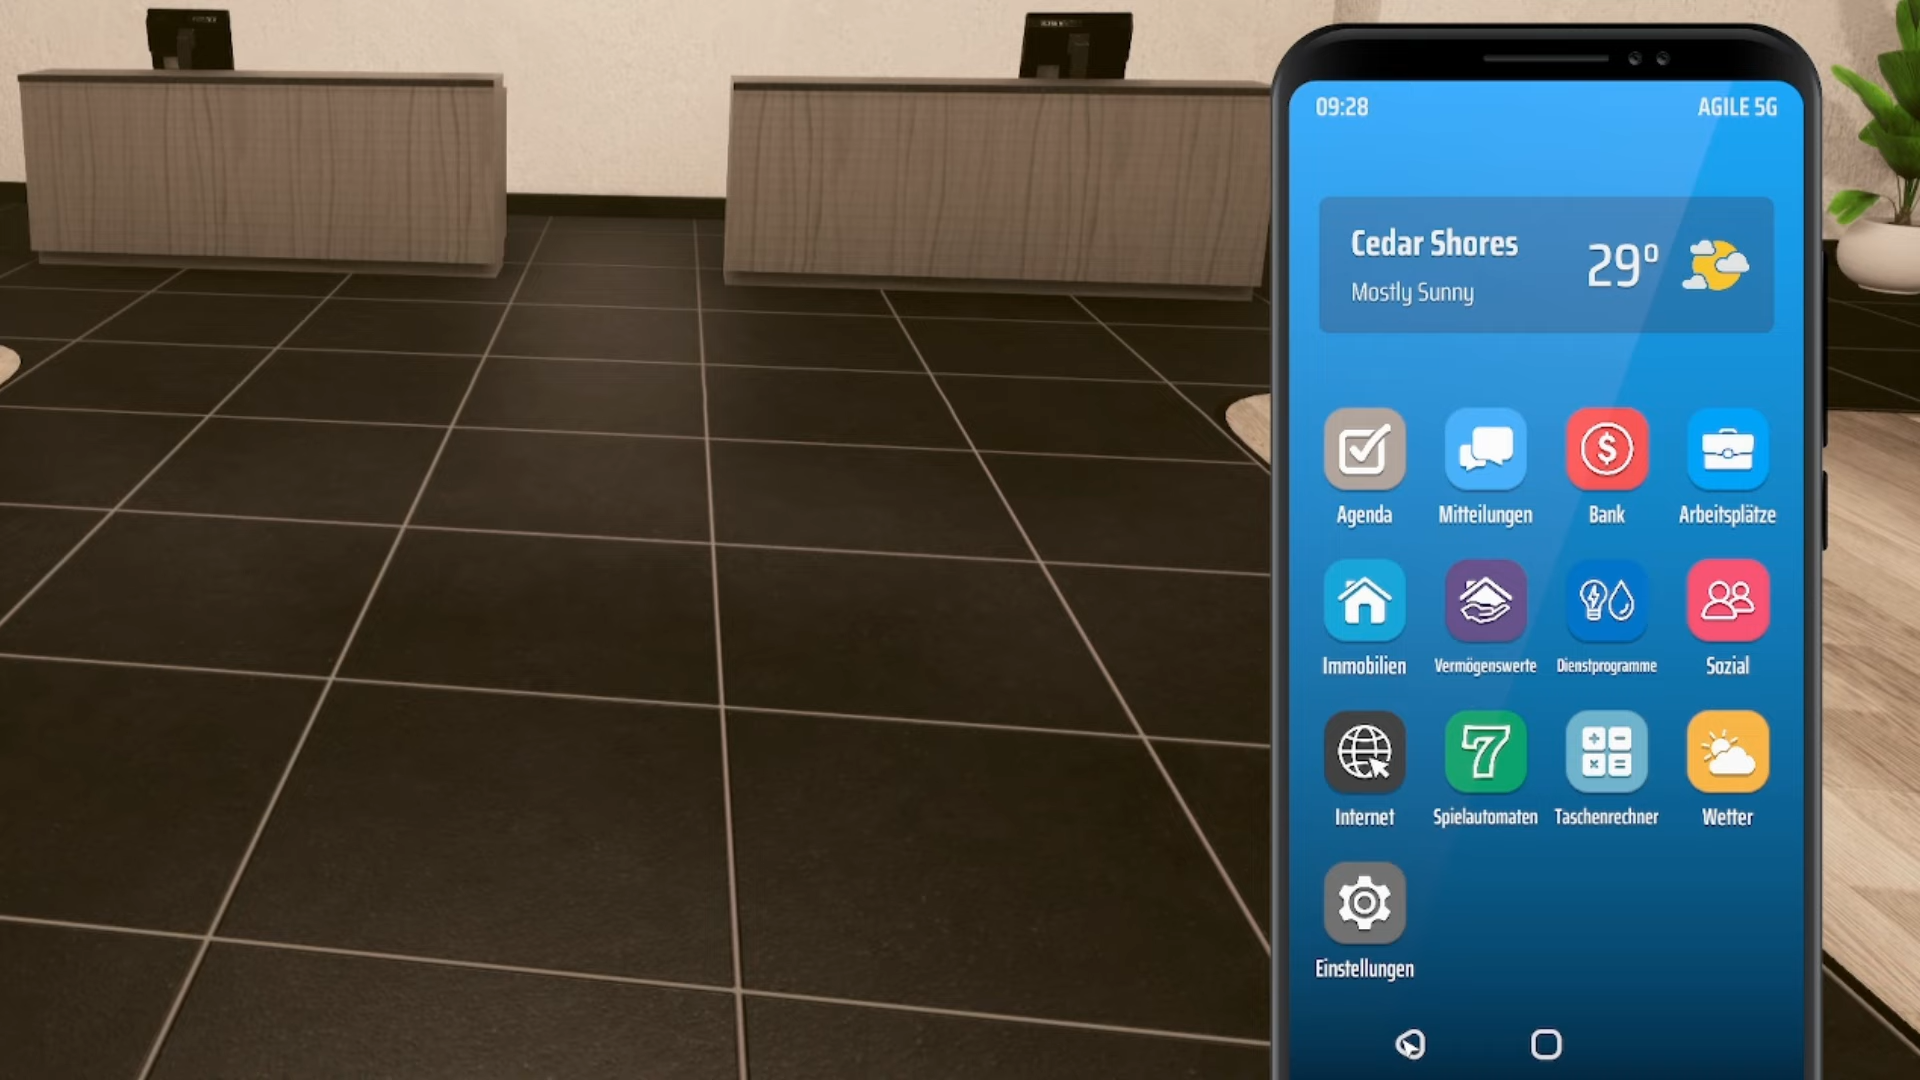 09:28
AGILE 5G
Cedar Shores
Mostly Sunny
29°
Agenda
Mitteilungen
Bank
Arbeitsplätze
Immobilien
Vermögenswerte
Dienstprogramme
Sozial
Internet
Spielautomaten
Taschenrechner
Wetter
Einstellungen